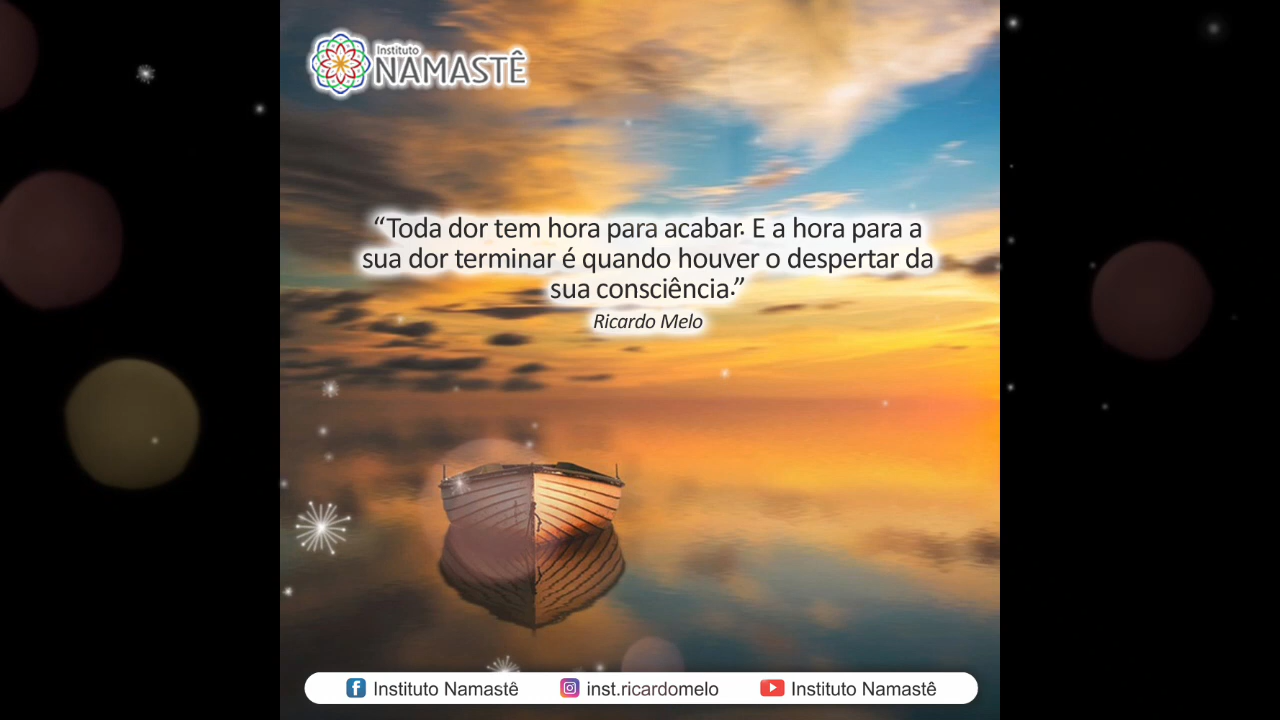 Instituto
NAMASTÊ
“Toda dor tem hora para acabar. E a hora para a
sua dor terminar é quando houver o despertar da
sua consciência.”
Ricardo Melo
Instituto Namastê inst.ricardomelo Instituto Namastê